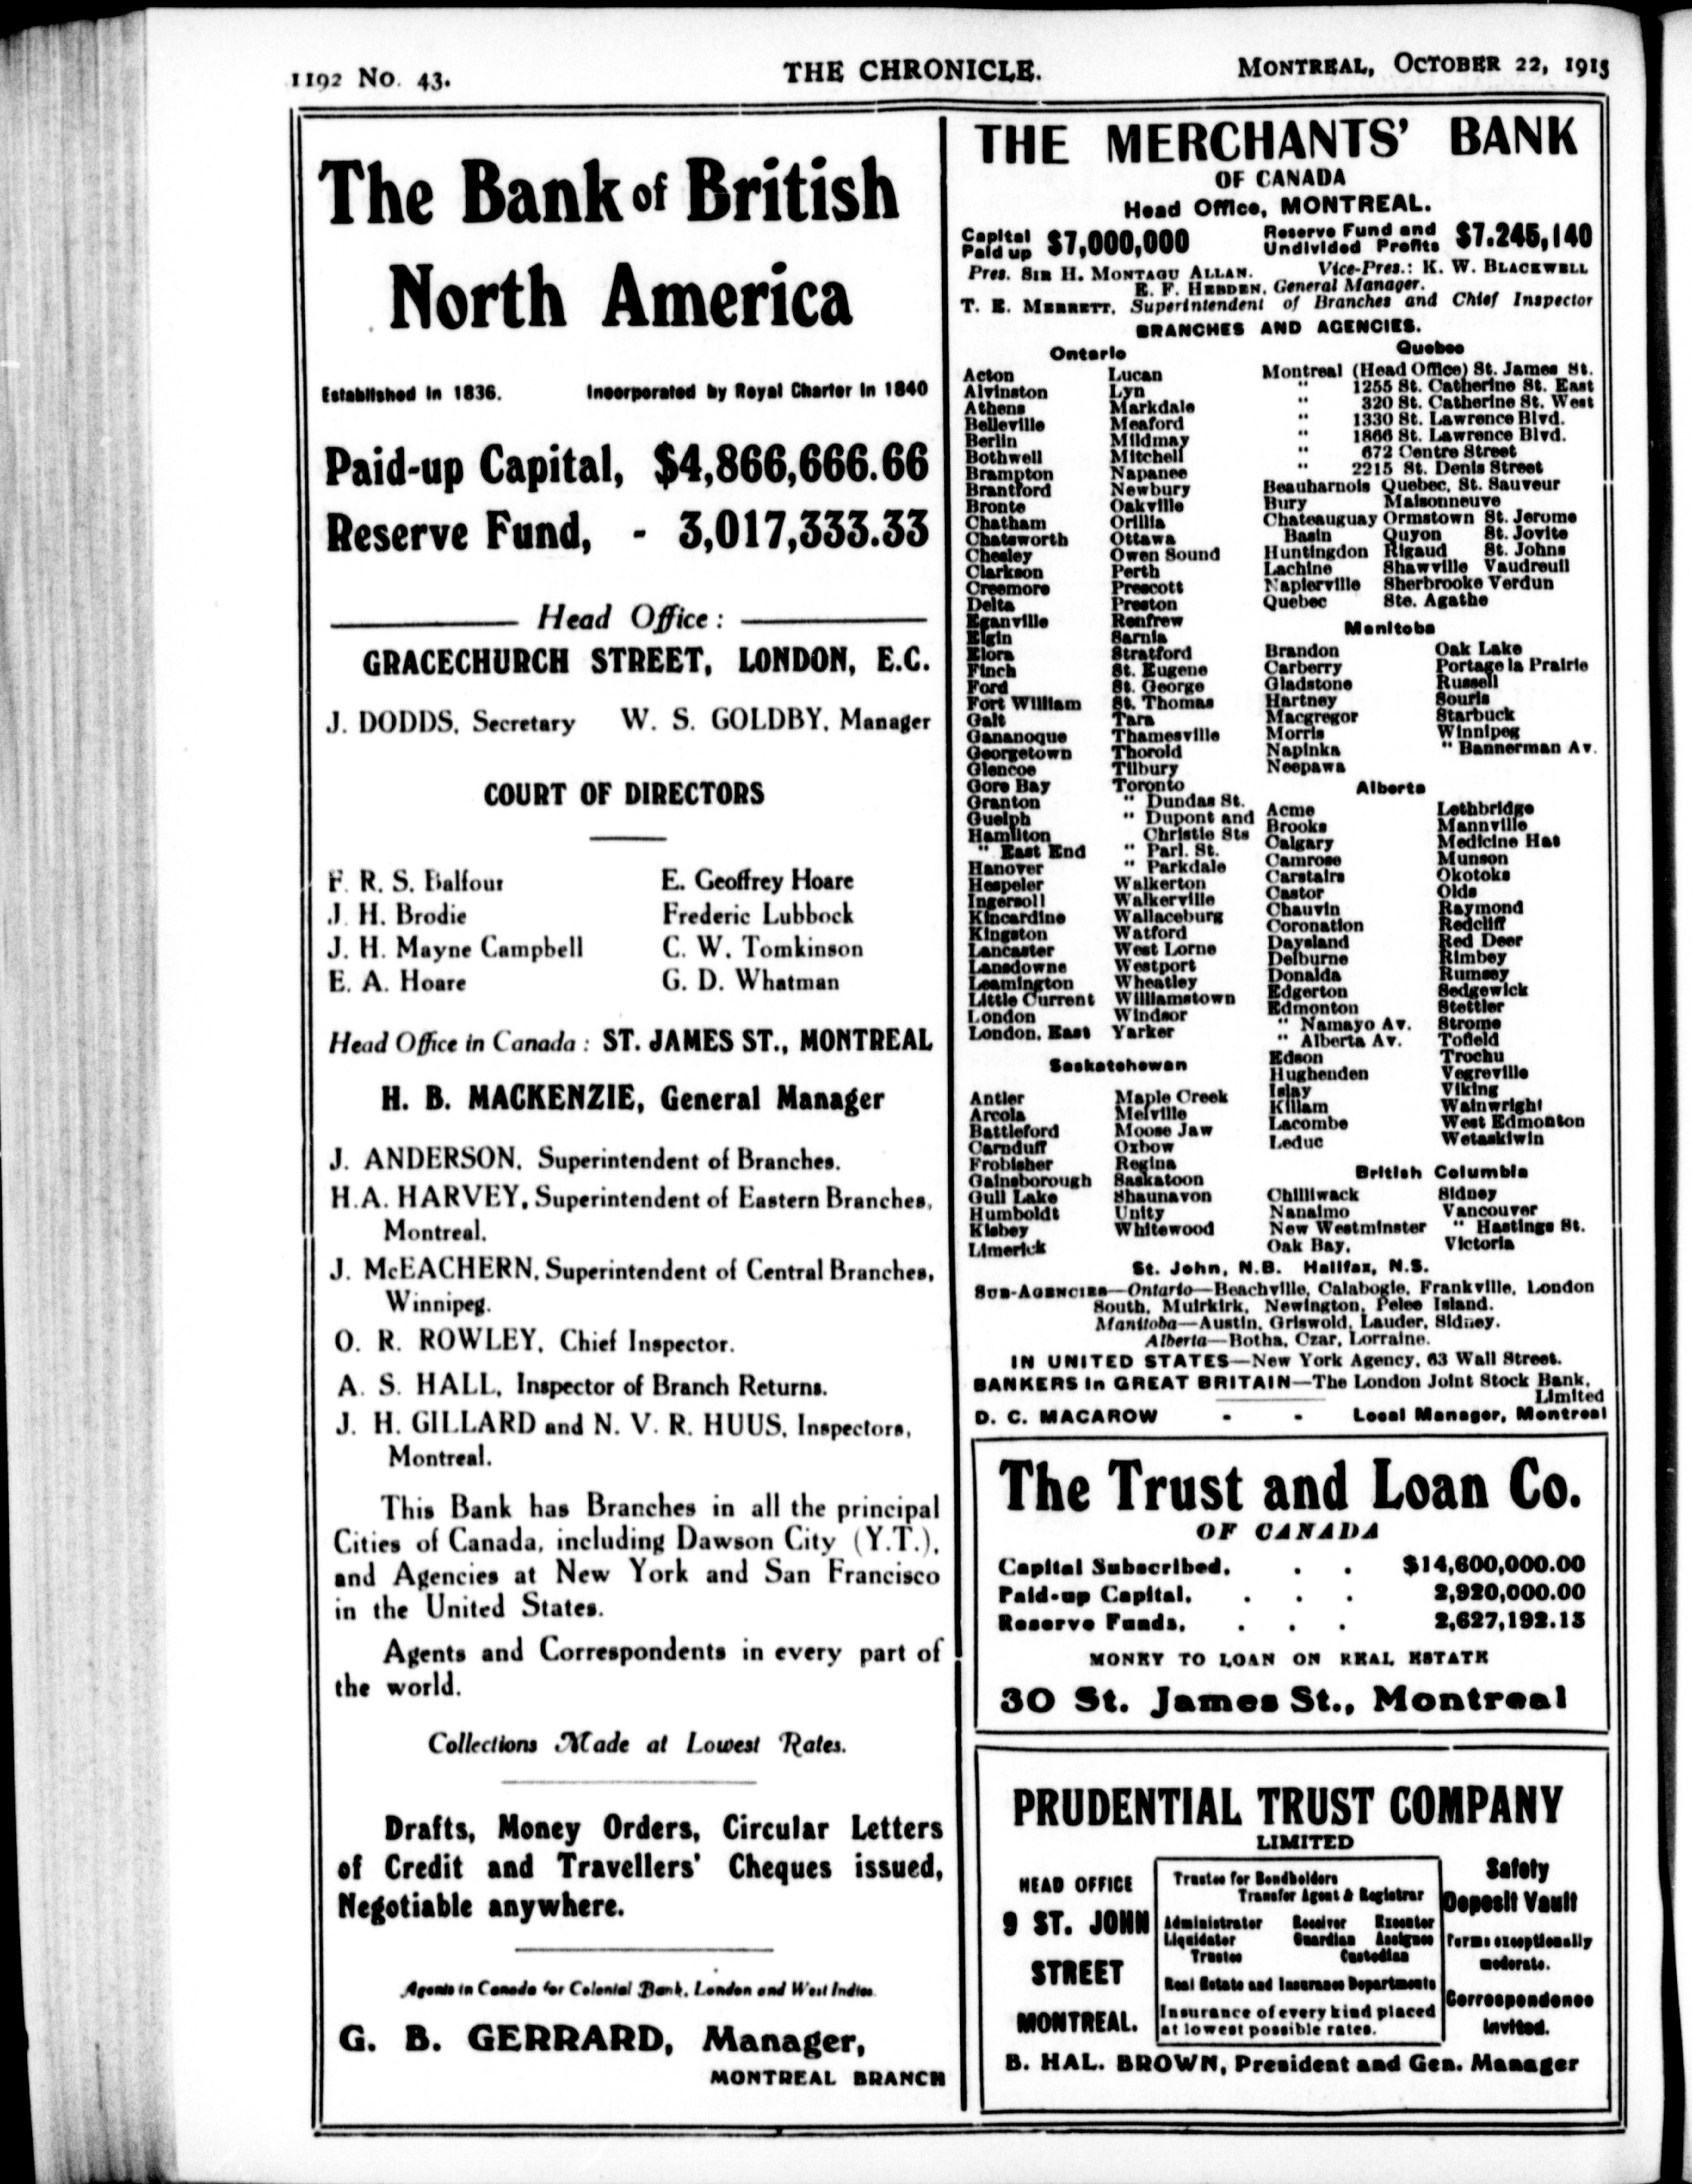 1192 No. 43.
THE CHRONICLE.
MONTREAL, OCTOBER 22, 1915
The Bank of British
North America
Established in 1836. Incorporated by Royal Charter in 1840
Paid-up Capital, $4,866,666.66
Reserve Fund, - 3,017,333.33
Head Office:
GRACECHURCH STREET, LONDON, E.C.
J. DODDS, Secretary W. S. GOLDBY, Manager
COURT OF DIRECTORS
F. R. S. Balfour E. Geoffrey Hoare
J. H. Brodie Frederic Lubbock
J. H. Mayne Campbell C. W. Tomkinson
E. A. Hoare G. D. Whatman
Head Office in Canada: ST. JAMES ST., MONTREAL
H. B. MACKENZIE, General Manager
J. ANDERSON, Superintendent of Branches.
H.A. HARVEY, Superintendent of Eastern Branches,
Montreal.
J. McEACHERN, Superintendent of Central Branches,
Winnipeg.
O. R. ROWLEY, Chief Inspector.
A. S. HALL, Inspector of Branch Returns.
J. H. GILLARD and N. V. R. HUUS, Inspectors,
Montreal.
This Bank has Branches in all the principal
Cities of Canada, including Dawson City (Y.T.),
and Agencies at New York and San Francisco
in the United States.
Agents and Correspondents in every part of
the world.
Collections Made at Lowest Rates.
Drafts, Money Orders, Circular Letters
of Credit and Travellers' Cheques issued,
Negotiable anywhere.
Agents in Canada for Colonial Bank, London and West Indies.
G. B. GERRARD, Manager,
MONTREAL BRANCH
THE MERCHANTS' BANK
OF CANADA
Head Office, MONTREAL.
Capital Paid up $7,000,000 Reserve Fund and Undivided Profits $7,245,140
Pres. SIR H. MONTAGU ALLAN. Vice-Pres.: K. W. BLACKWELL
E. F. HEBDEN, General Manager.
T. E. MERRETT, Superintendent of Branches and Chief Inspector
BRANCHES AND AGENCIES.
Ontario
Acton Lucan
Alvinston Lyn
Athens Markdale
Belleville Meaford
Berlin Mildmay
Bothwell Mitchell
Brampton Napanee
Brantford Newbury
Bronte Oakville
Chatham Orillia
Chatsworth Ottawa
Chesley Owen Sound
Clarkson Perth
Creemore Prescott
Delta Preston
Eganville Renfrew
Elgin Sarnia
Elora Stratford
Finch St. Eugene
Ford St. George
Fort William St. Thomas
Galt Tara
Gananoque Thamesville
Georgetown Thorold
Glencoe Tilbury
Gore Bay Toronto
Granton " Dundas St.
Guelph " Dupont and
Hamilton Christie Sts
" East End " Parl. St.
Hanover " Parkdale
Hespeler Walkerton
Ingersoll Walkerville
Kincardine Wallaceburg
Kingston Watford
Lancaster West Lorne
Lansdowne Westport
Leamington Wheatley
Little Current Williamstown
London Windsor
London, East Yarker
Saskatchewan
Antler Maple Creek
Arcola Melville
Battleford Moose Jaw
Carnduff Oxbow
Frobisher Regina
Gainsborough Saskatoon
Gull Lake Shaunavon
Humboldt Unity
Kisbey Whitewood
Limerick
Quebec
Montreal (Head Office) St. James St.
" 1255 St. Catherine St. East
" 320 St. Catherine St. West
" 1330 St. Lawrence Blvd.
" 1866 St. Lawrence Blvd.
" 672 Centre Street
" 2215 St. Denis Street
Beauharnois Quebec, St. Sauveur
Bury Maisonneuve
Chateauguay Ormstown St. Jerome
Basin Quyon St. Jovite
Huntingdon Rigaud St. Johns
Lachine Shawville Vaudreuil
Napierville Sherbrooke Verdun
Quebec Ste. Agathe
Manitoba
Brandon Oak Lake
Carberry Portage la Prairie
Gladstone Russell
Hartney Souris
Macgregor Starbuck
Morris Winnipeg
Napinka " Bannerman Av.
Neepawa
Alberta
Acme Lethbridge
Brooks Mannville
Calgary Medicine Hat
Camrose Munson
Carstairs Okotoks
Castor Olds
Chauvin Raymond
Coronation Redcliff
Daysland Red Deer
Delburne Rimbey
Donalda Rumsey
Edgerton Sedgewick
Edmonton Stettler
" Namayo Av. Strome
" Alberta Av. Tofield
Edson Trochu
Hughenden Vegreville
Islay Viking
Killam Wainwright
Lacombe West Edmonton
Leduc Wetaskiwin
British Columbia
Chilliwack Sidney
Nanaimo Vancouver
New Westminster " Hastings St.
Oak Bay, Victoria
St. John, N.B. Halifax, N.S.
SUB-AGENCIES—Ontario—Beachville, Calabogie, Frankville, London
South, Muirkirk, Newington, Pelee Island.
Manitoba—Austin, Griswold, Lauder, Sidney.
Alberta—Botha, Czar, Lorraine.
IN UNITED STATES—New York Agency, 63 Wall Street.
BANKERS in GREAT BRITAIN—The London Joint Stock Bank,
Limited
D. C. MACAROW - - Local Manager, Montreal
The Trust and Loan Co.
OF CANADA
Capital Subscribed, . . $14,600,000.00
Paid-up Capital, . . . 2,920,000.00
Reserve Funds, . . . 2,627,192.13
MONEY TO LOAN ON REAL ESTATE
30 St. James St., Montreal
PRUDENTIAL TRUST COMPANY
LIMITED
HEAD OFFICE
9 ST. JOHN
STREET
MONTREAL.
Trustee for Bondholders
Transfer Agent & Registrar
Administrator Receiver Executor
Liquidator Guardian Assignee
Trustee Custodian
Real Estate and Insurance Departments
Insurance of every kind placed
at lowest possible rates.
Safety
Deposit Vault
Terms exceptionally
moderate.
Correspondence
invited.
B. HAL. BROWN, President and Gen. Manager